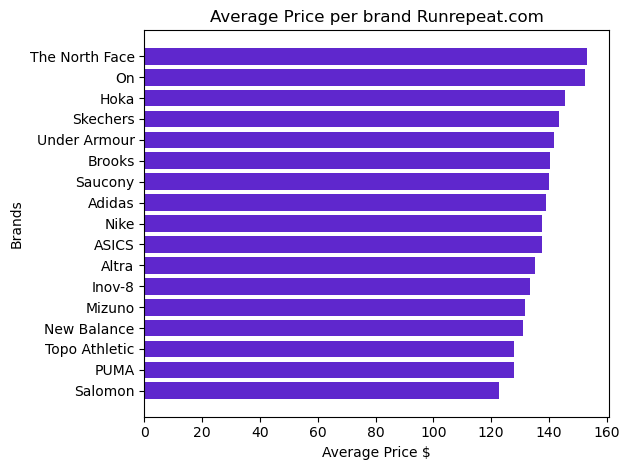 Average Price per brand Runrepeat.com
The North Face
On
Hoka
Skechers
Under Armour
Brooks
Saucony
Adidas
Nike
ASICS
Altra
Inov-8
Mizuno
New Balance
Topo Athletic
PUMA
Salomon
Brands
0 20 40 60 80 100 120 140 160
Average Price $